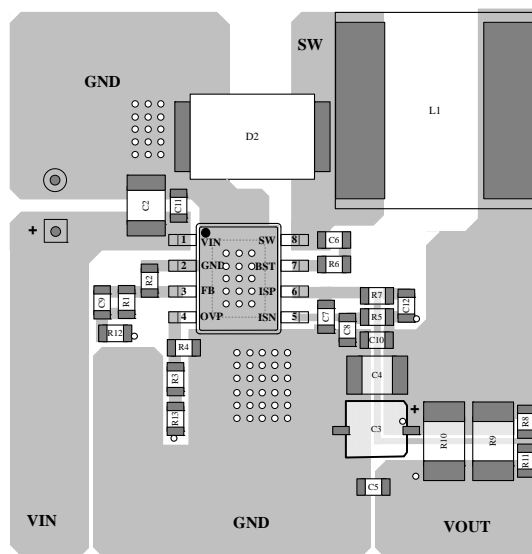 SW
GND
L1
D2
C2
C11
+
1
VIN
SW
8
C6
2
GND
BST
7
R6
R2
3
FB
ISP
6
R7
C9
R1
C12
4
OVP
ISN
5
C7
R5
C8
R12
C10
R4
R3
C4
R13
+
C3
R10
R9
R8
R11
C5
VIN
GND
VOUT